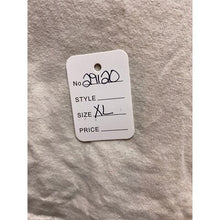 No. 29120
STYLE
SIZE XL
PRICE